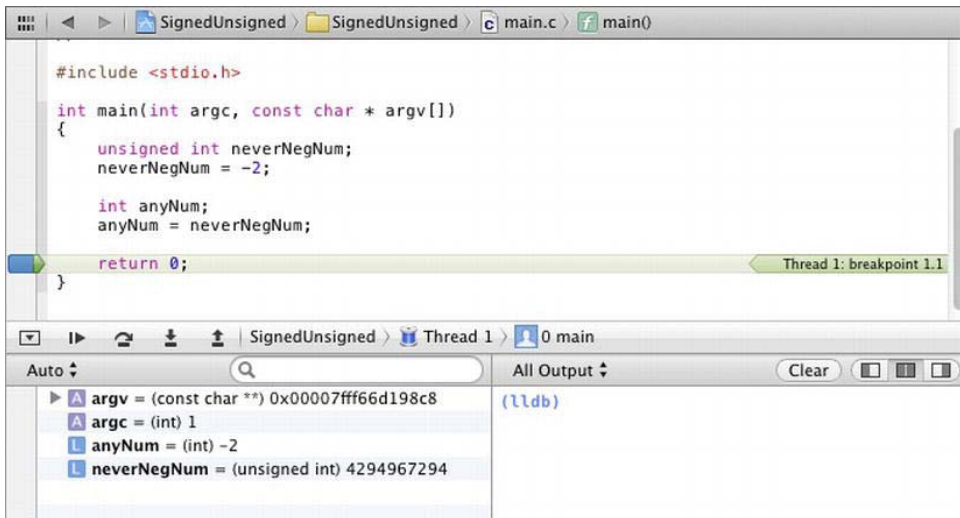 SignedUnsigned SignedUnsigned c main.c f main()
#include <stdio.h>
int main(int argc, const char * argv[])
{
unsigned int neverNegNum;
neverNegNum = -2;
int anyNum;
anyNum = neverNegNum;
return 0;
Thread 1: breakpoint 1.1
}
SignedUnsigned Thread 1 0 main
Auto
All Output
Clear
A argv = (const char **) 0x00007fff66d198c8
A argc = (int) 1
L anyNum = (int) -2
L neverNegNum = (unsigned int) 4294967294
(lldb)